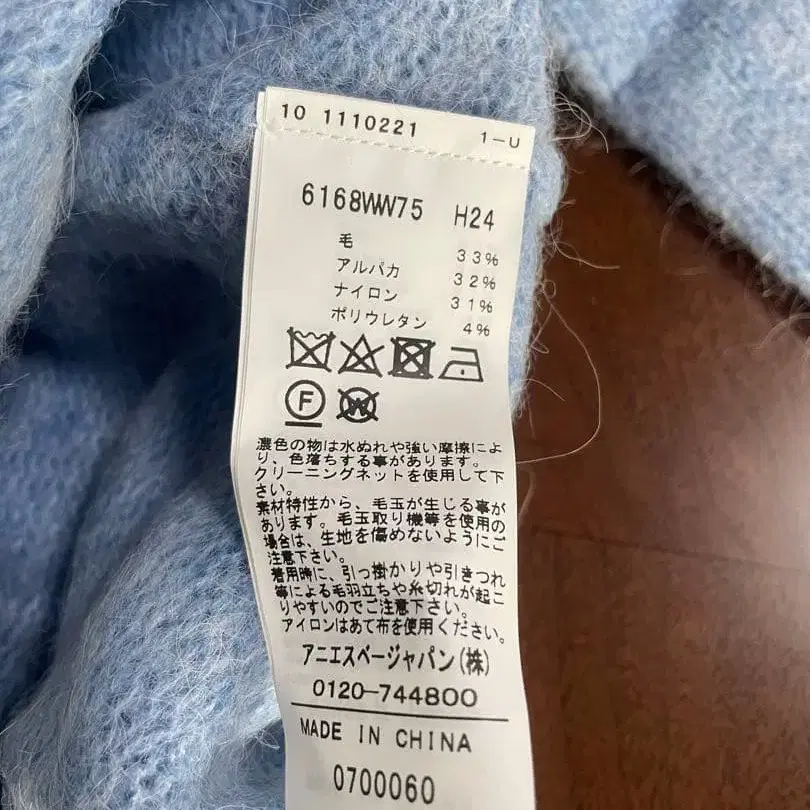 10 1110221 1-U
6168WW75 H24
毛 33%
アルパカ 32%
ナイロン 31%
ポリウレタン 4%
F W
濃色の物は水ぬれや強い摩擦によ
り、色落ちする事があります。
クリーニングネットを使用して下
さい。
素材特性から、毛玉が生じる事が
あります。毛玉取り機等を使用の
場合は、生地を傷めないようにご
注意下さい。
着用時に、引っ掛かりや引きつれ
等による毛羽立ちや糸切れが起こ
りやすいのでご注意下さい。
アイロンはあて布を使用ください。
アニエスベージャパン(株)
0120-744800
MADE IN CHINA
0700060